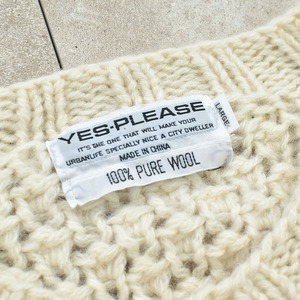 YES-PLEASE
IT'S THE ONE THAT WILL MAKE YOUR
URBANLIFE SPECIALLY NICE A CITY DWELLER
MADE IN CHINA
100% PURE WOOL
LARGE